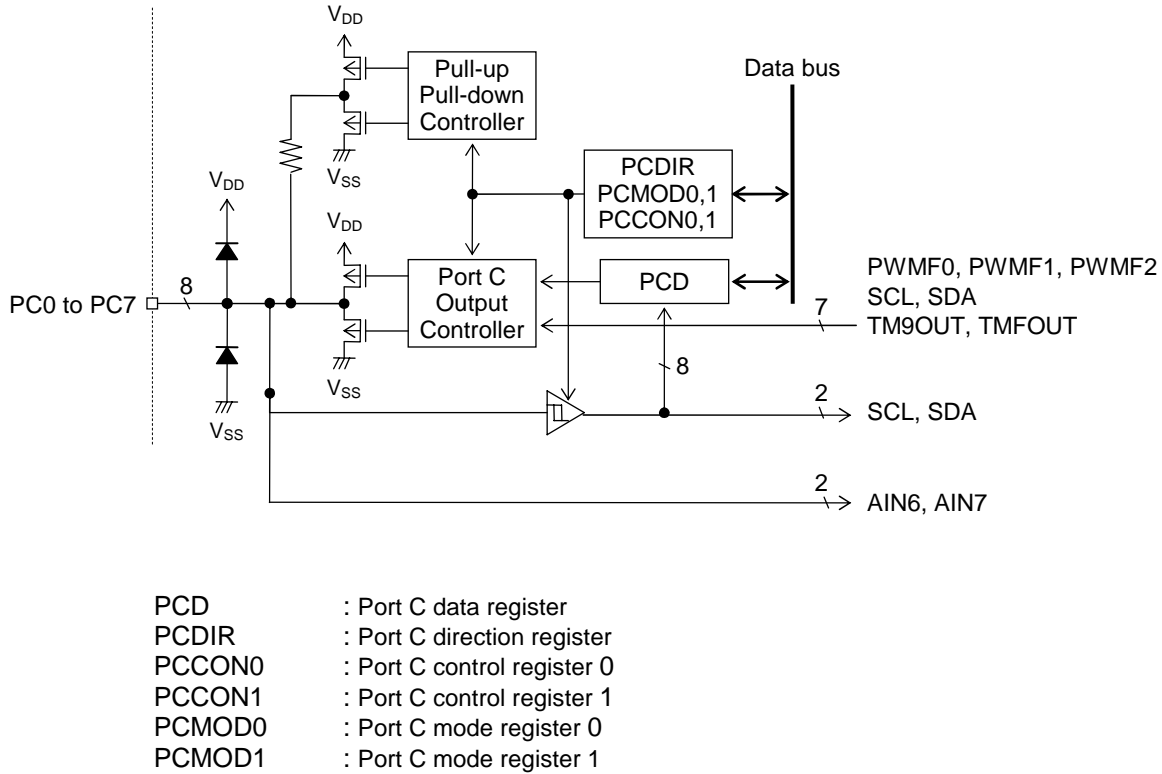 VDD
Pull-up
Pull-down
Controller
Data bus
VSS
PCDIR
PCMOD0,1
PCCON0,1
VDD
VDD
PC0 to PC7
8
Port C
Output
Controller
PCD
PWMF0, PWMF1, PWMF2
SCL, SDA
TM9OUT, TMFOUT
7
VSS
8
VSS
2
SCL, SDA
2
AIN6, AIN7
PCD : Port C data register
PCDIR : Port C direction register
PCCON0 : Port C control register 0
PCCON1 : Port C control register 1
PCMOD0 : Port C mode register 0
PCMOD1 : Port C mode register 1